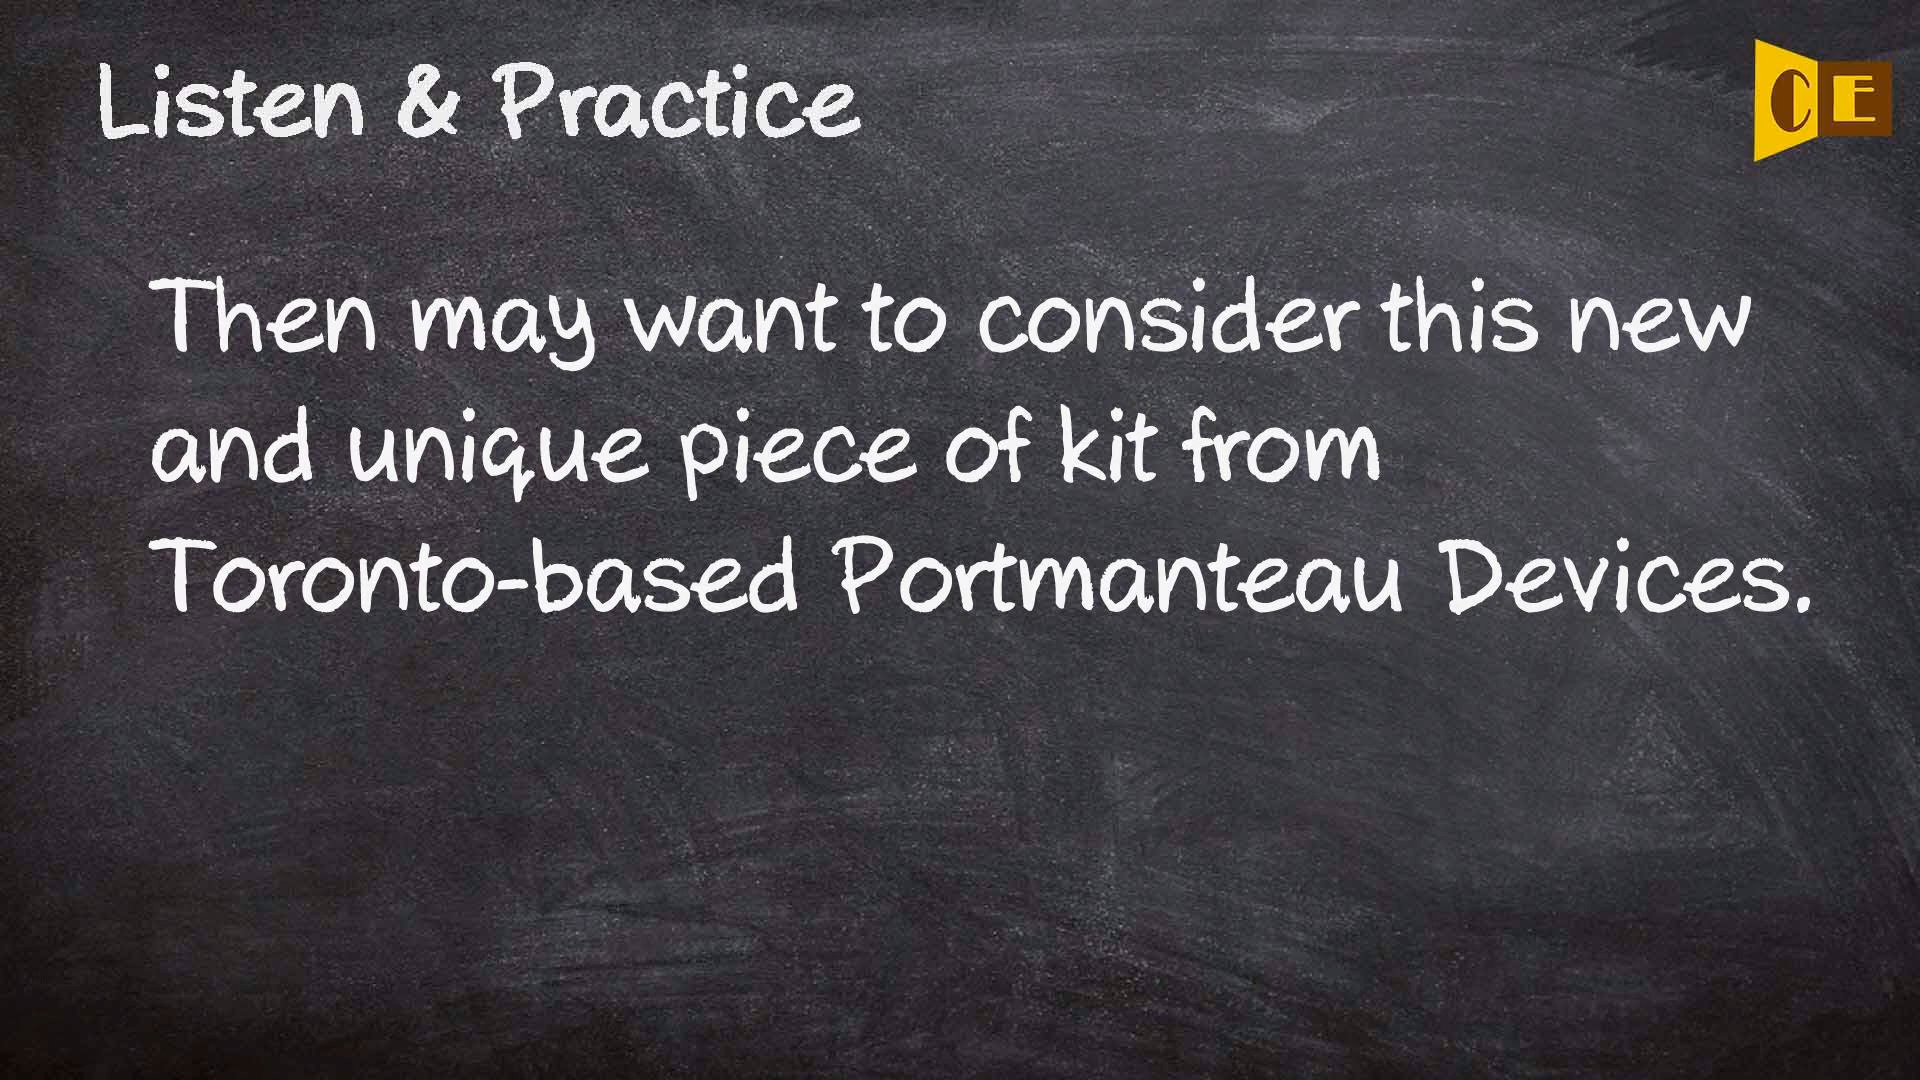 Listen & Practice
CE
Then may want to consider this new
and unique piece of kit from
Toronto-based Portmanteau Devices.